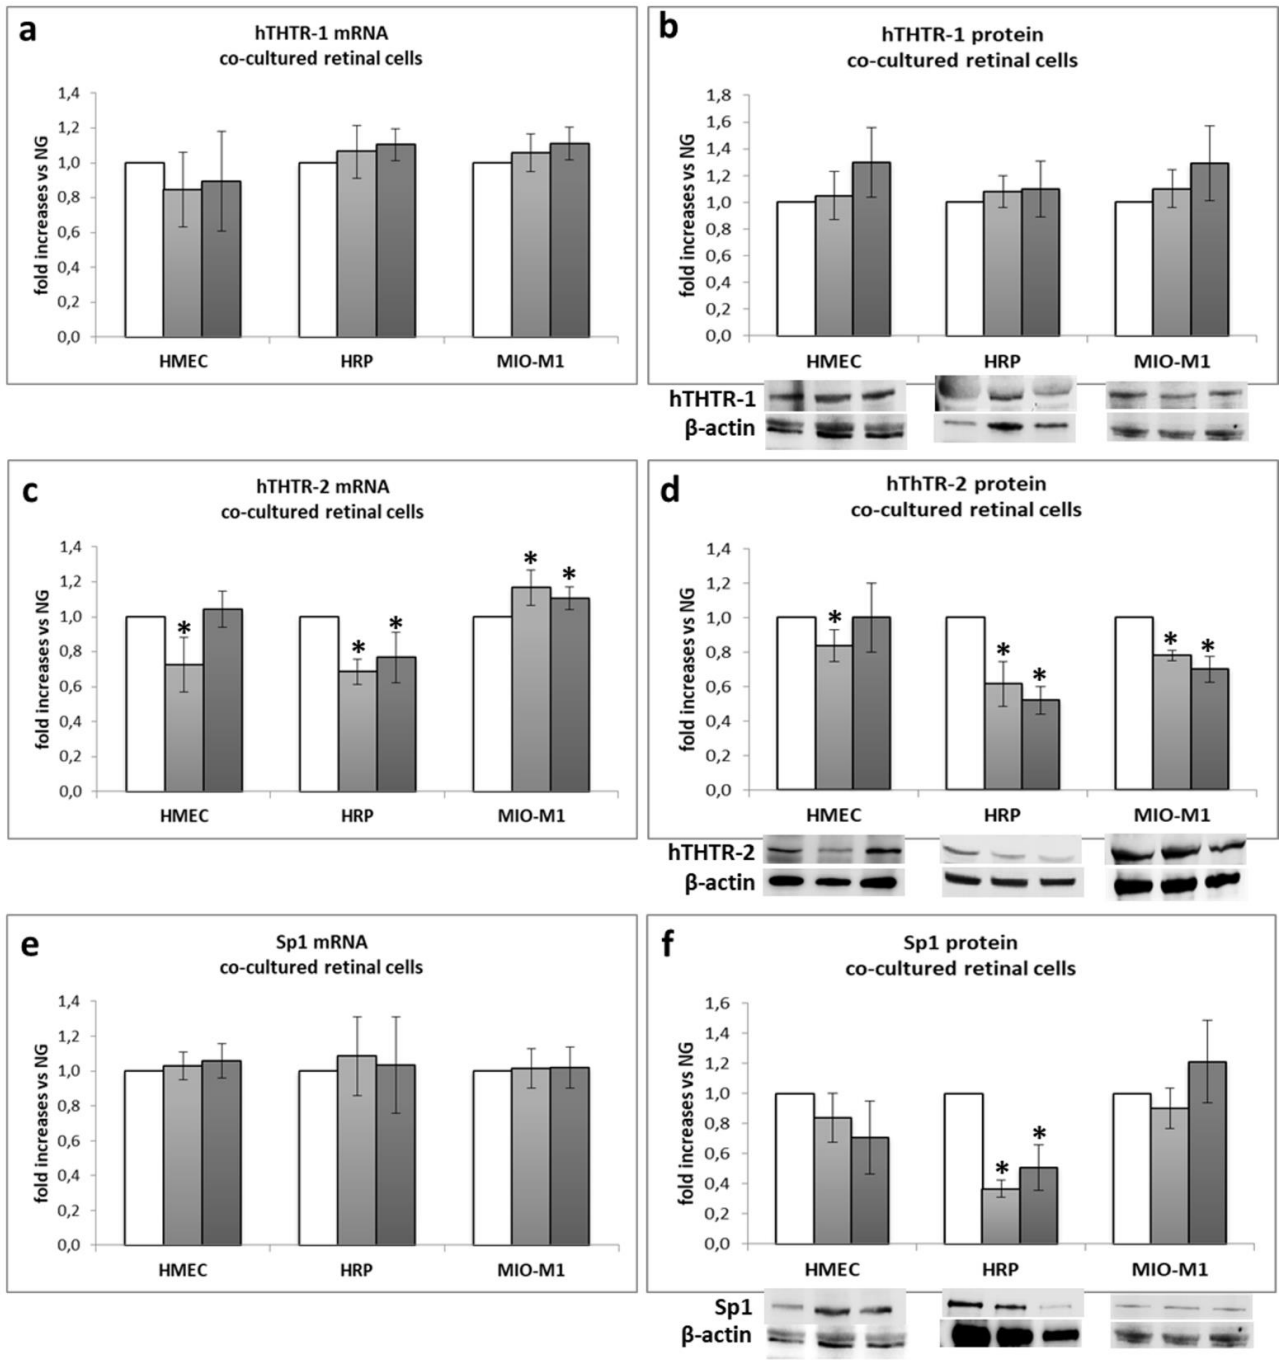 a
hTHTR-1 mRNA
co-cultured retinal cells
fold increases vs NG
1,4
1,2
1,0
0,8
0,6
0,4
0,2
0,0
HMEC HRP MIO-M1
b
hTHTR-1 protein
co-cultured retinal cells
fold increases vs NG
1,8
1,6
1,4
1,2
1,0
0,8
0,6
0,4
0,2
0,0
HMEC HRP MIO-M1
hTHTR-1
β-actin
c
hTHTR-2 mRNA
co-cultured retinal cells
fold increases vs NG
1,4
1,2
1,0
0,8
0,6
0,4
0,2
0,0
* * * * *
HMEC HRP MIO-M1
d
hThTR-2 protein
co-cultured retinal cells
fold increases vs NG
1,4
1,2
1,0
0,8
0,6
0,4
0,2
0,0
* * * * *
HMEC HRP MIO-M1
hTHTR-2
β-actin
e
Sp1 mRNA
co-cultured retinal cells
fold increases vs NG
1,4
1,2
1,0
0,8
0,6
0,4
0,2
0,0
HMEC HRP MIO-M1
f
Sp1 protein
co-cultured retinal cells
fold increases vs NG
1,6
1,4
1,2
1,0
0,8
0,6
0,4
0,2
0,0
* *
HMEC HRP MIO-M1
Sp1
β-actin